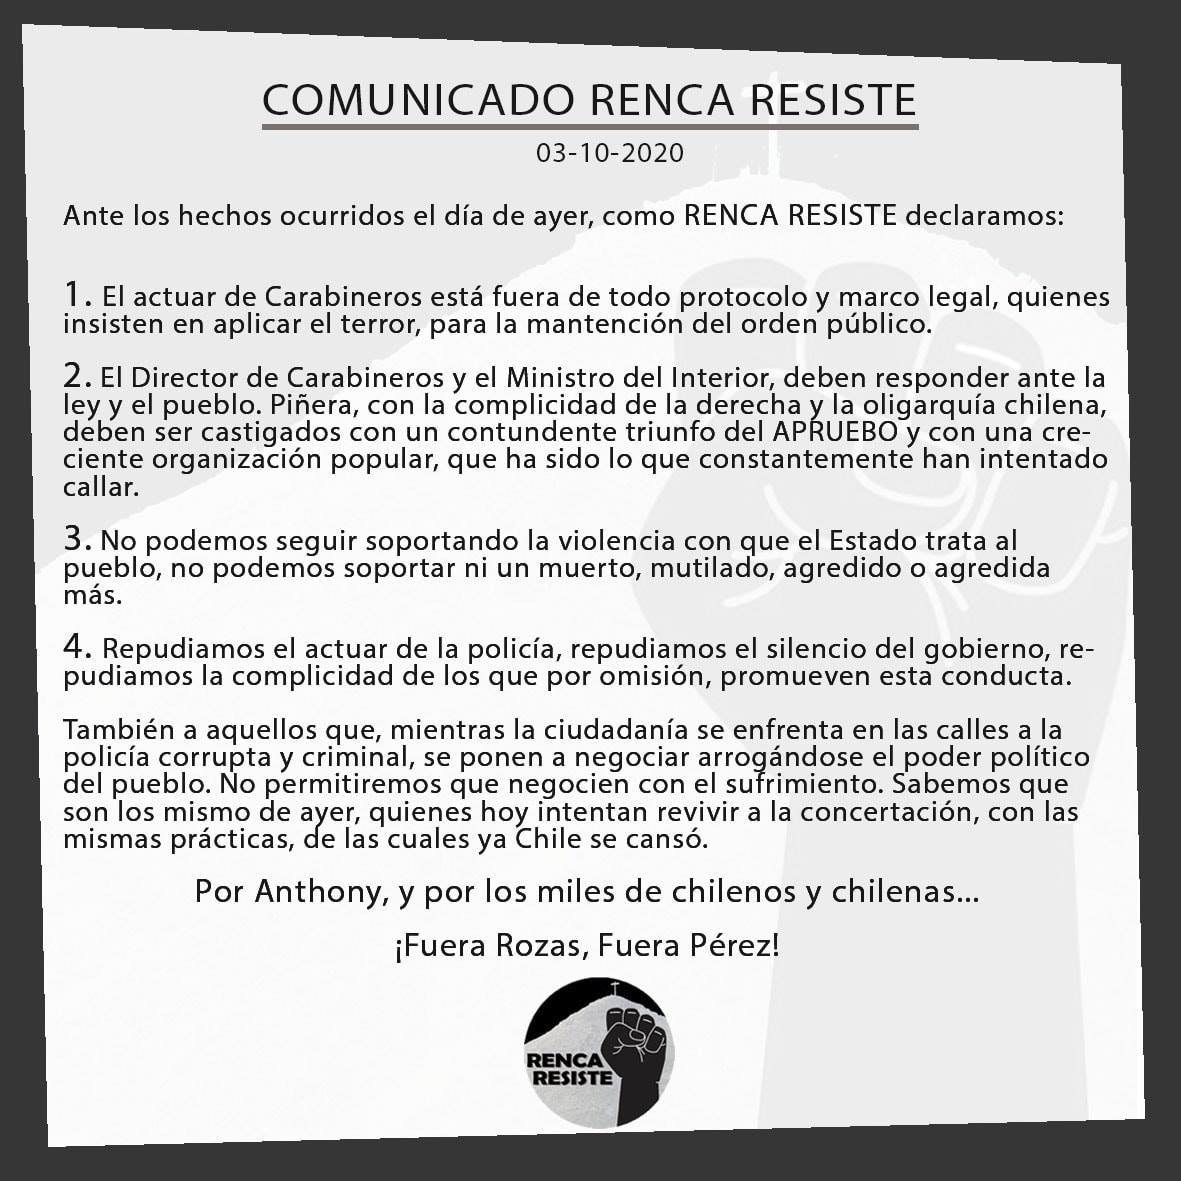 COMUNICADO RENCA RESISTE
03-10-2020
Ante los hechos ocurridos el día de ayer, como RENCA RESISTE declaramos:
1. El actuar de Carabineros está fuera de todo protocolo y marco legal, quienes
insisten en aplicar el terror, para la mantención del orden público.
2. El Director de Carabineros y el Ministro del Interior, deben responder ante la
ley y el pueblo. Piñera, con la complicidad de la derecha y la oligarquía chilena,
deben ser castigados con un contundente triunfo del APRUEBO y con una cre-
ciente organización popular, que ha sido lo que constantemente han intentado
callar.
3. No podemos seguir soportando la violencia con que el Estado trata al
pueblo, no podemos soportar ni un muerto, mutilado, agredido o agredida
más.
4. Repudiamos el actuar de la policía, repudiamos el silencio del gobierno, re-
pudiamos la complicidad de los que por omisión, promueven esta conducta.
También a aquellos que, mientras la ciudadanía se enfrenta en las calles a la
policía corrupta y criminal, se ponen a negociar arrogándose el poder político
del pueblo. No permitiremos que negocien con el sufrimiento. Sabemos que
son los mismo de ayer, quienes hoy intentan revivir a la concertación, con las
mismas prácticas, de las cuales ya Chile se cansó.
Por Anthony, y por los miles de chilenos y chilenas...
¡Fuera Rozas, Fuera Pérez!
RENCA
RESISTE